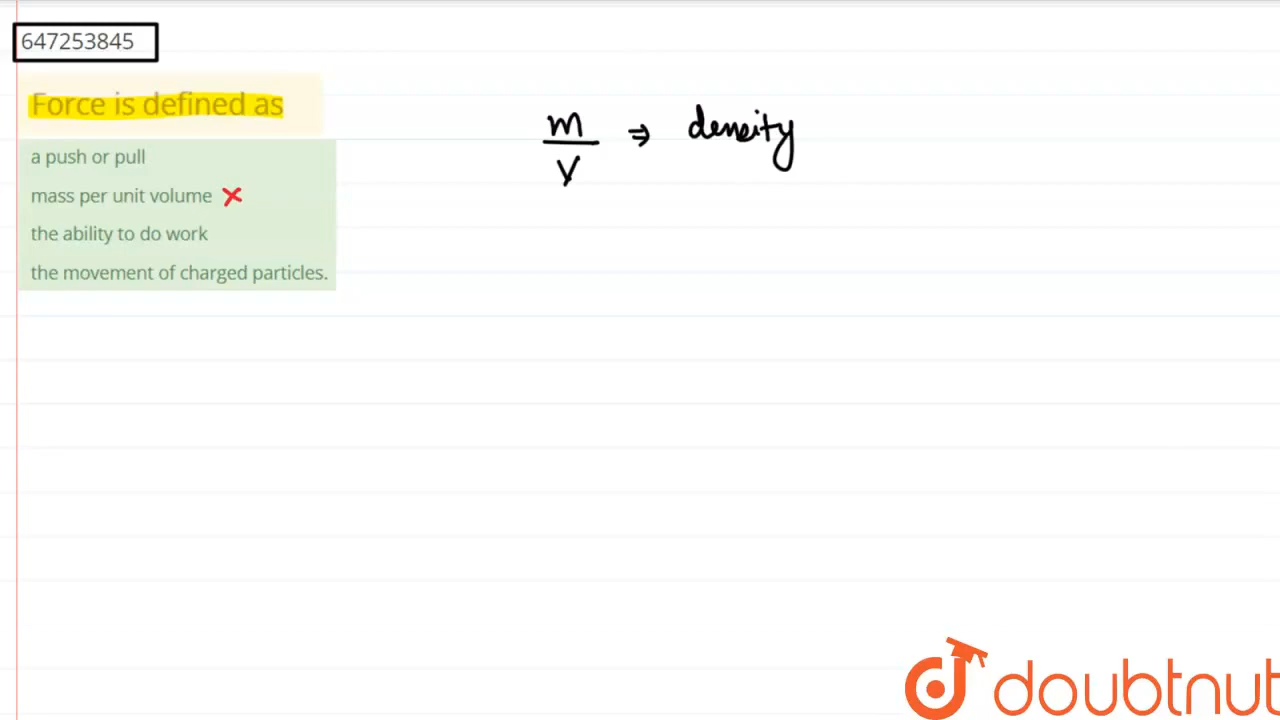 647253845
Force is defined as
a push or pull
mass per unit volume
the ability to do work
the movement of charged particles.
m
V
⇒ density
doubtnut